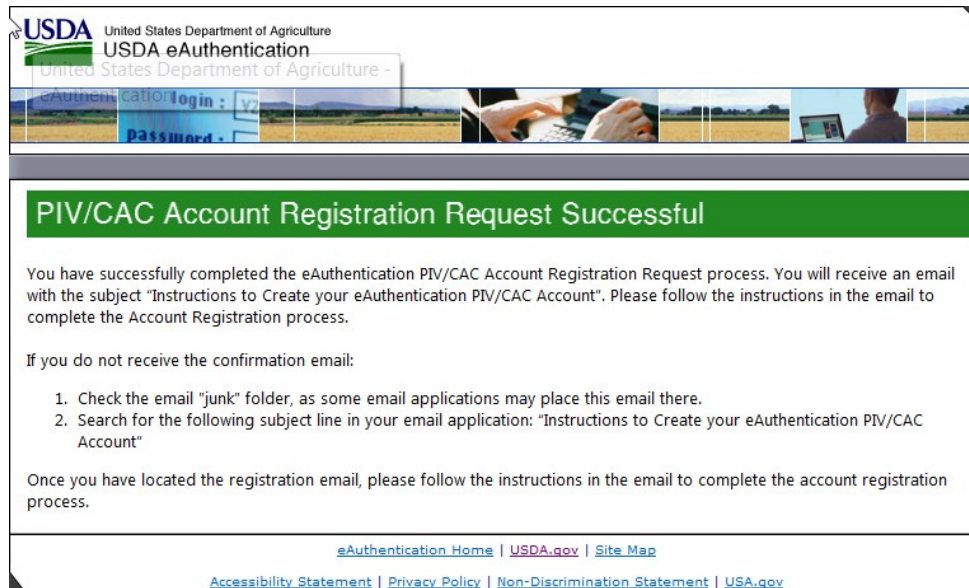 USDA United States Department of Agriculture
USDA eAuthentication
United States Department of Agriculture -
eAuthentication
login :
password :
PIV/CAC Account Registration Request Successful
You have successfully completed the eAuthentication PIV/CAC Account Registration Request process. You will receive an email
with the subject “Instructions to Create your eAuthentication PIV/CAC Account”. Please follow the instructions in the email to
complete the Account Registration process.
If you do not receive the confirmation email:
1. Check the email "junk" folder, as some email applications may place this email there.
2. Search for the following subject line in your email application: “Instructions to Create your eAuthentication PIV/CAC
Account”
Once you have located the registration email, please follow the instructions in the email to complete the account registration
process.
eAuthentication Home | USDA.gov | Site Map
Accessibility Statement | Privacy Policy | Non-Discrimination Statement | USA.gov